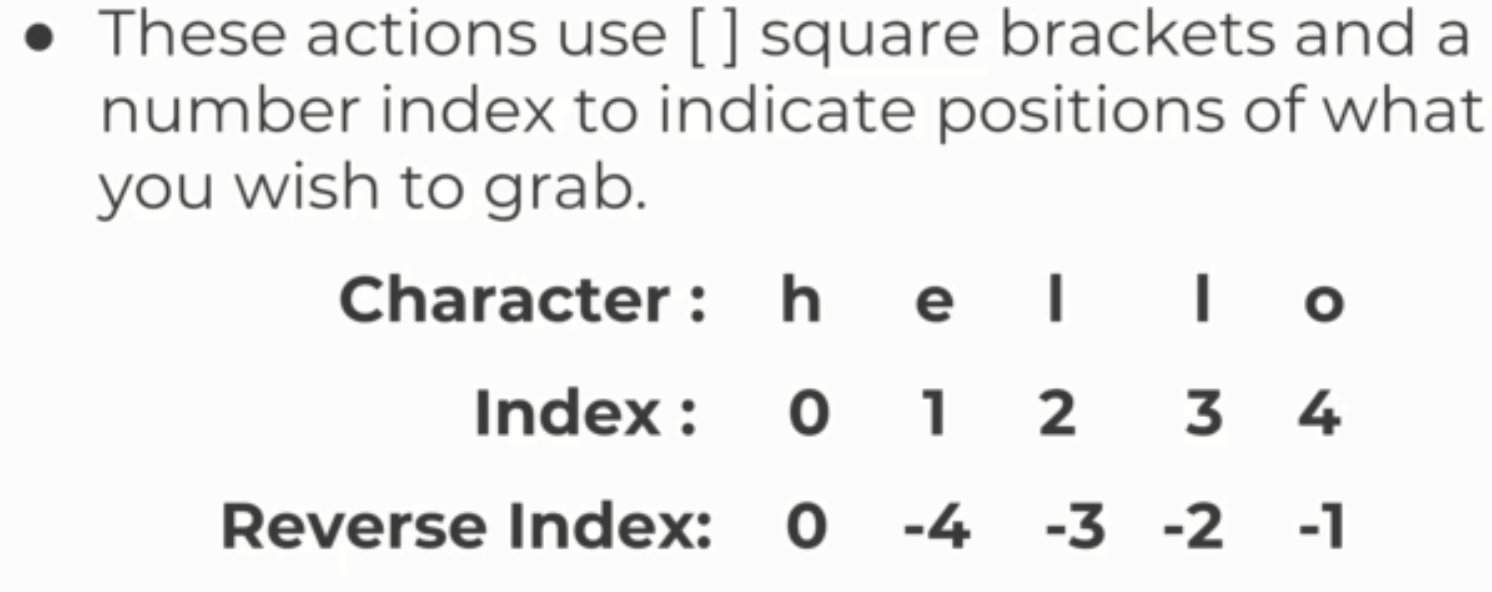 ● These actions use [ ] square brackets and a
number index to indicate positions of what
you wish to grab.
Character : h e l l o
Index : 0 1 2 3 4
Reverse Index: 0 -4 -3 -2 -1